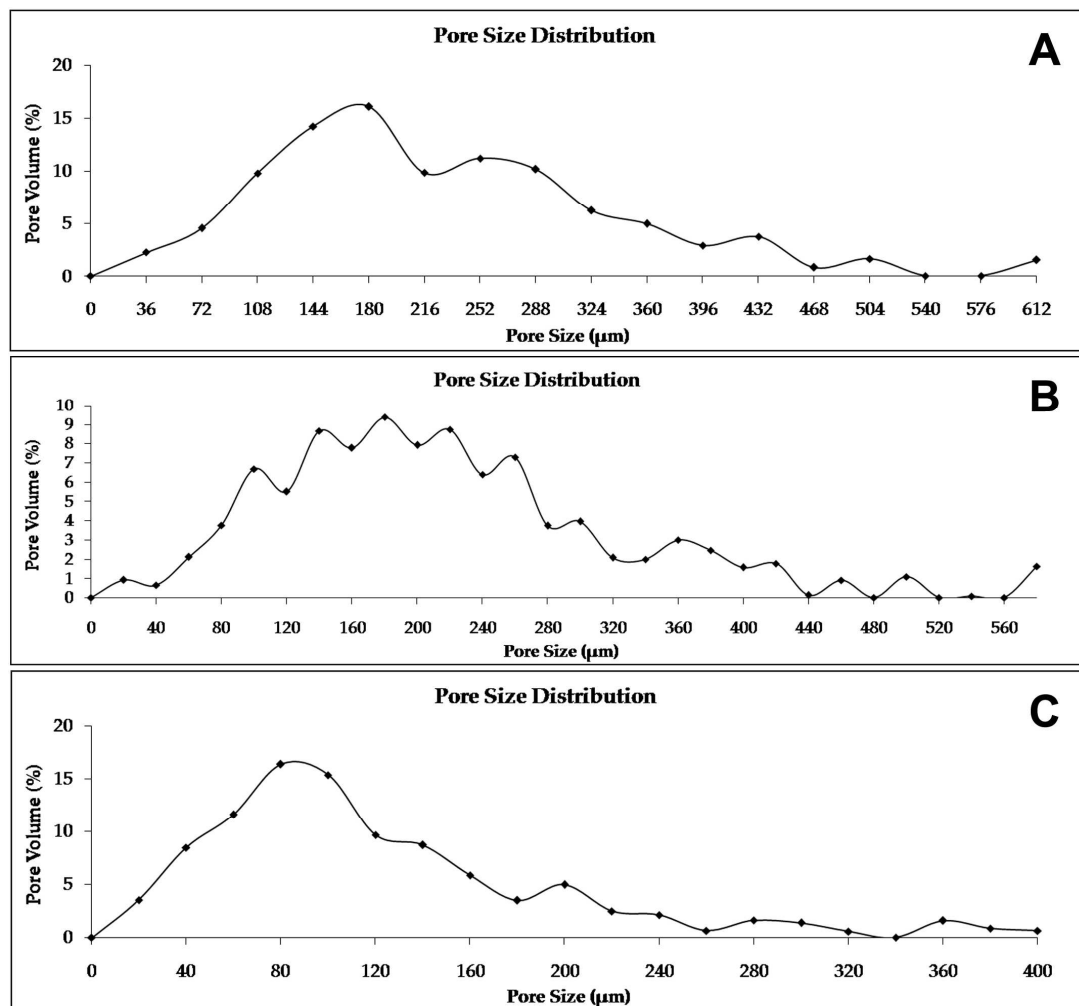 Pore Size Distribution
A
Pore Volume (%)
20
15
10
5
0
0 36 72 108 144 180 216 252 288 324 360 396 432 468 504 540 576 612
Pore Size (µm)
Pore Size Distribution
B
Pore Volume (%)
10
9
8
7
6
5
4
3
2
1
0
0 40 80 120 160 200 240 280 320 360 400 440 480 520 560
Pore Size (µm)
Pore Size Distribution
C
Pore Volume (%)
20
15
10
5
0
0 40 80 120 160 200 240 280 320 360 400
Pore Size (µm)